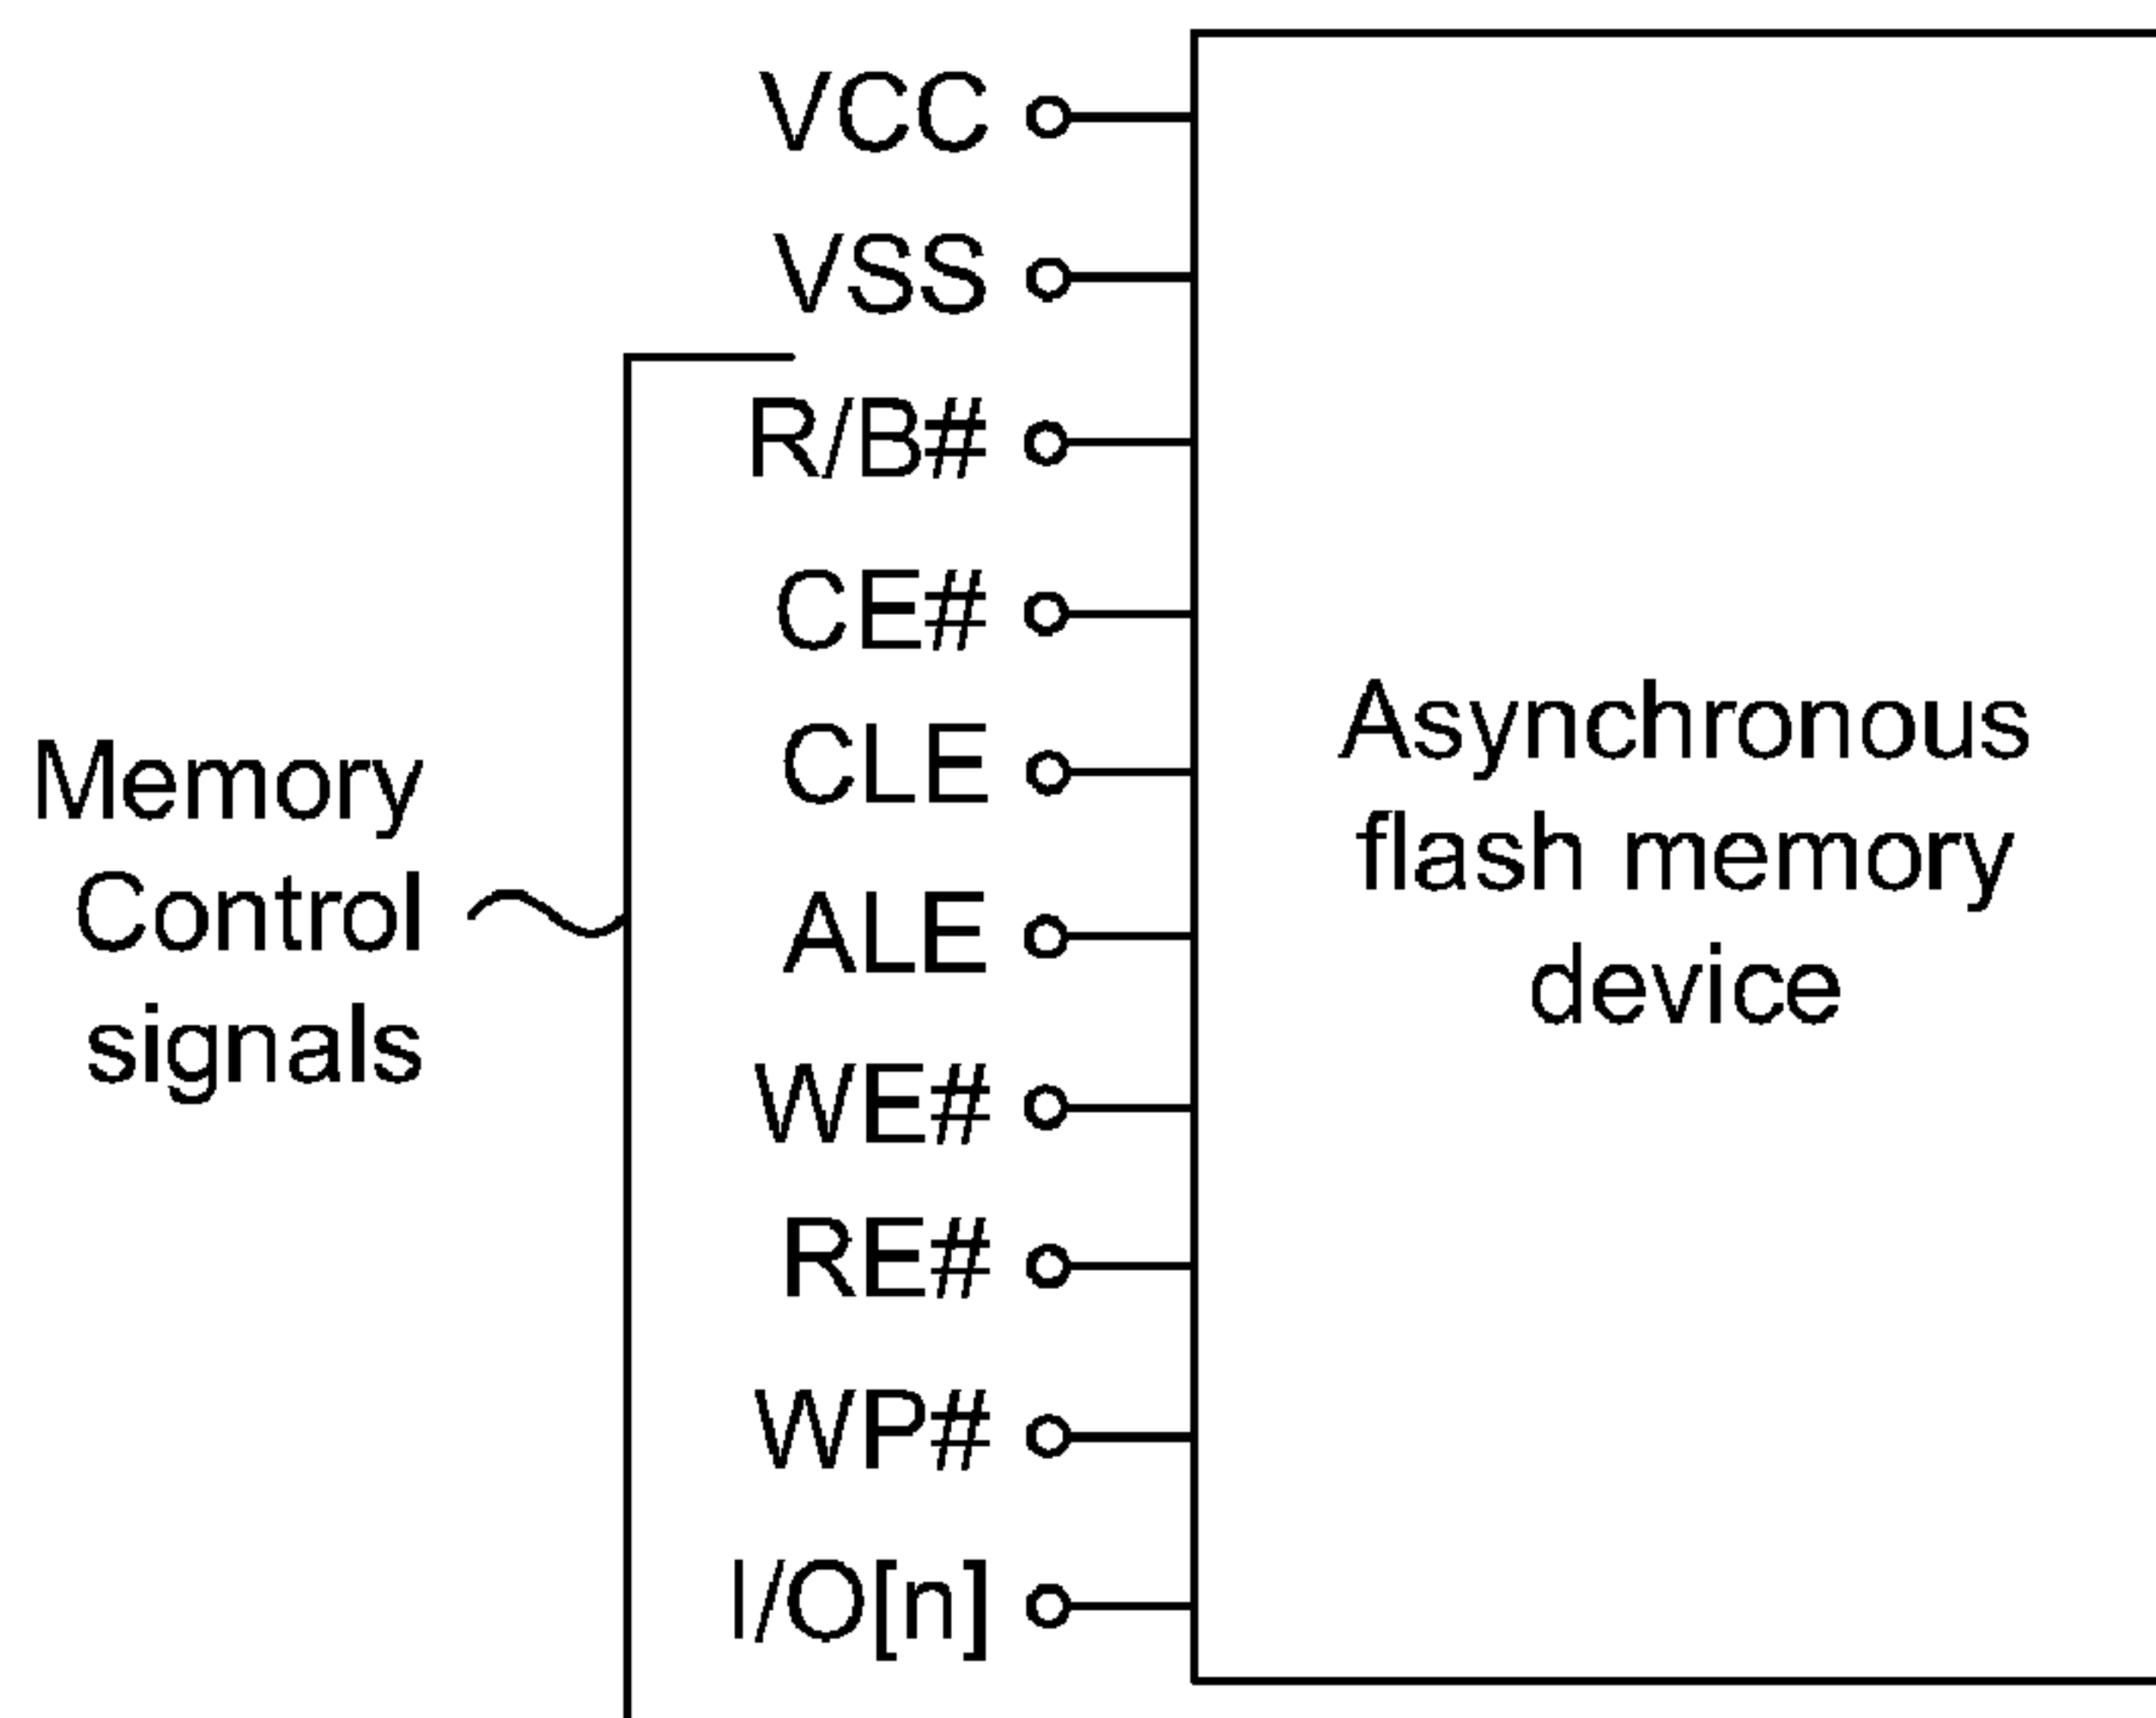 VCC
VSS
R/B#
CE#
CLE
ALE
WE#
RE#
WP#
I/O[n]
Memory
Control
signals
Asynchronous
flash memory
device